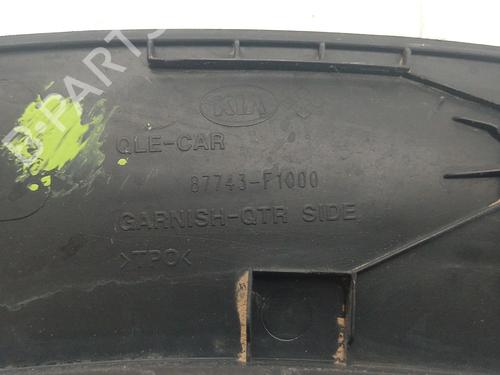 B-PARTS
KIA
QLE-CAR
87743-F1000
GARNISH-QTR SIDE
>TPO<